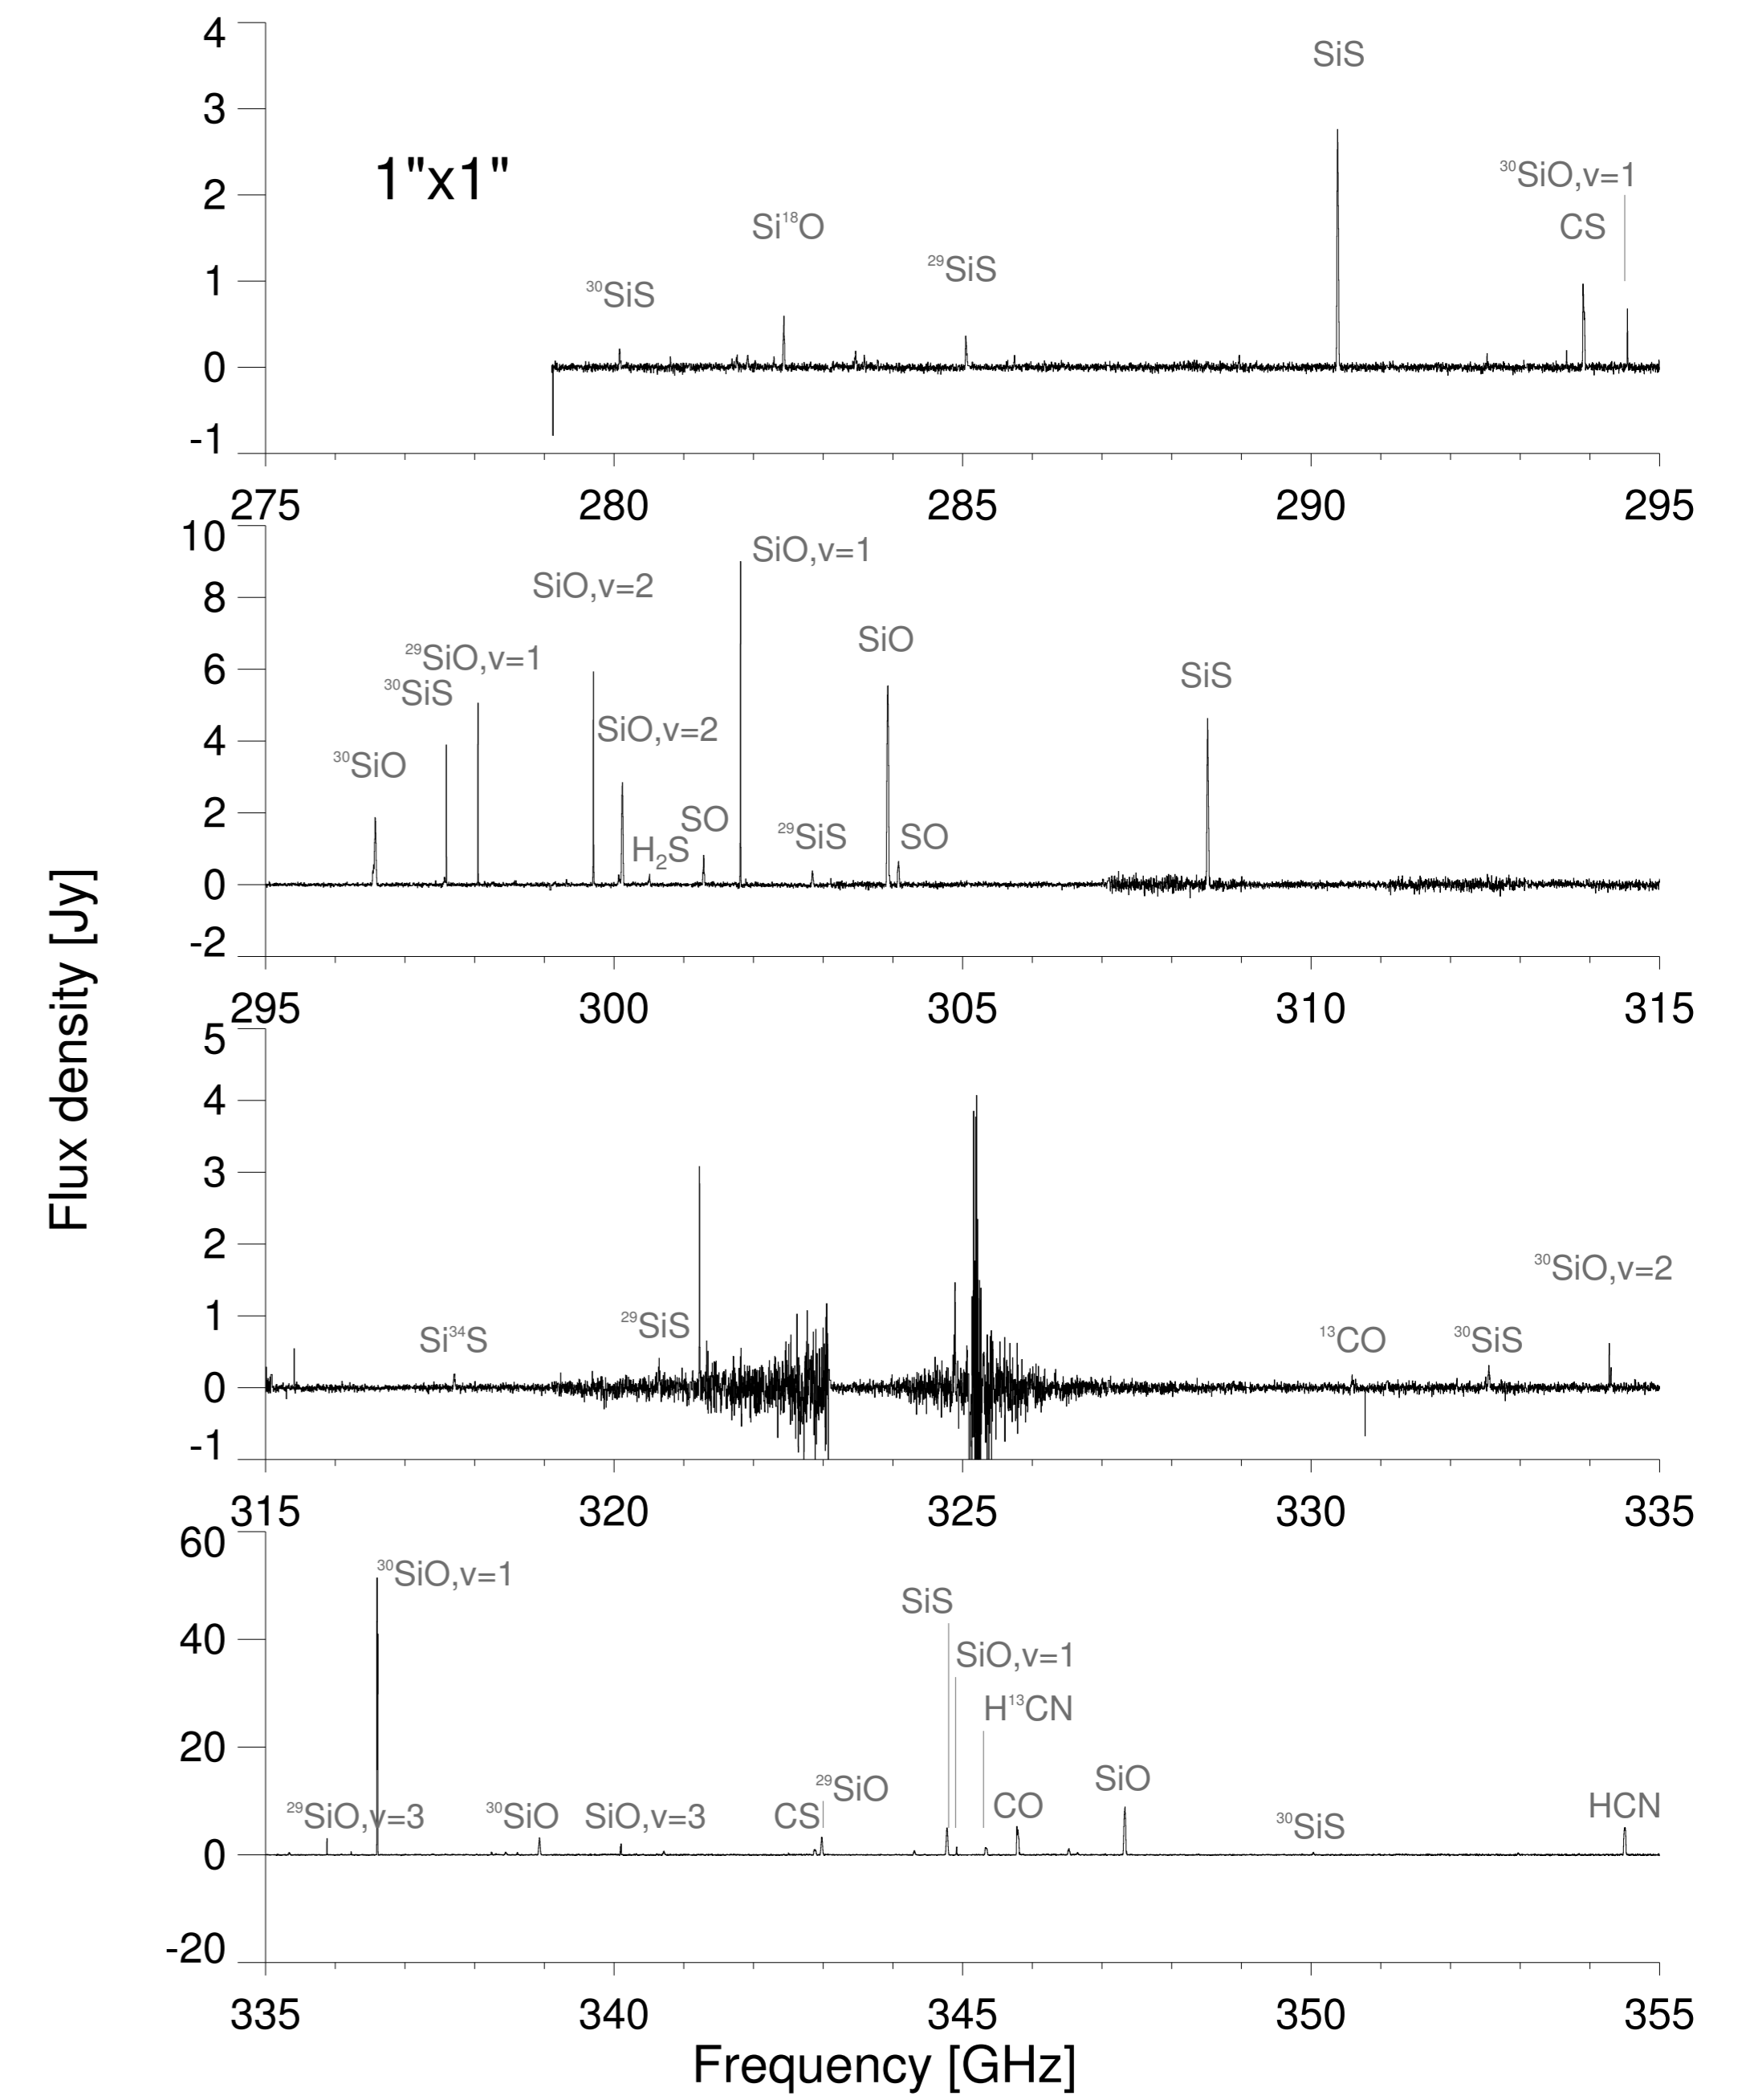 4
SiS
3
1"x1"
³⁰SiO,v=1
2
Si¹⁸O
CS
²⁹SiS
1
³⁰SiS
0
-1
275 280 285 290 295
10
SiO,v=1
SiO,v=2
8
SiO
²⁹SiO,v=1
6
SiS
³⁰SiS
SiO,v=2
4
³⁰SiO
2
SO
²⁹SiS
SO
H₂S
0
-2
295 300 305 310 315
5
4
3
2
³⁰SiO,v=2
1
²⁹SiS
Si³⁴S
¹³CO
³⁰SiS
0
-1
315 320 325 330 335
60
³⁰SiO,v=1
SiS
40
SiO,v=1
H¹³CN
20
SiO
²⁹SiO
²⁹SiO,v=3
³⁰SiO
SiO,v=3
CS
CO
³⁰SiS
HCN
0
-20
335 340 345 350 355
Frequency [GHz]
Flux density [Jy]